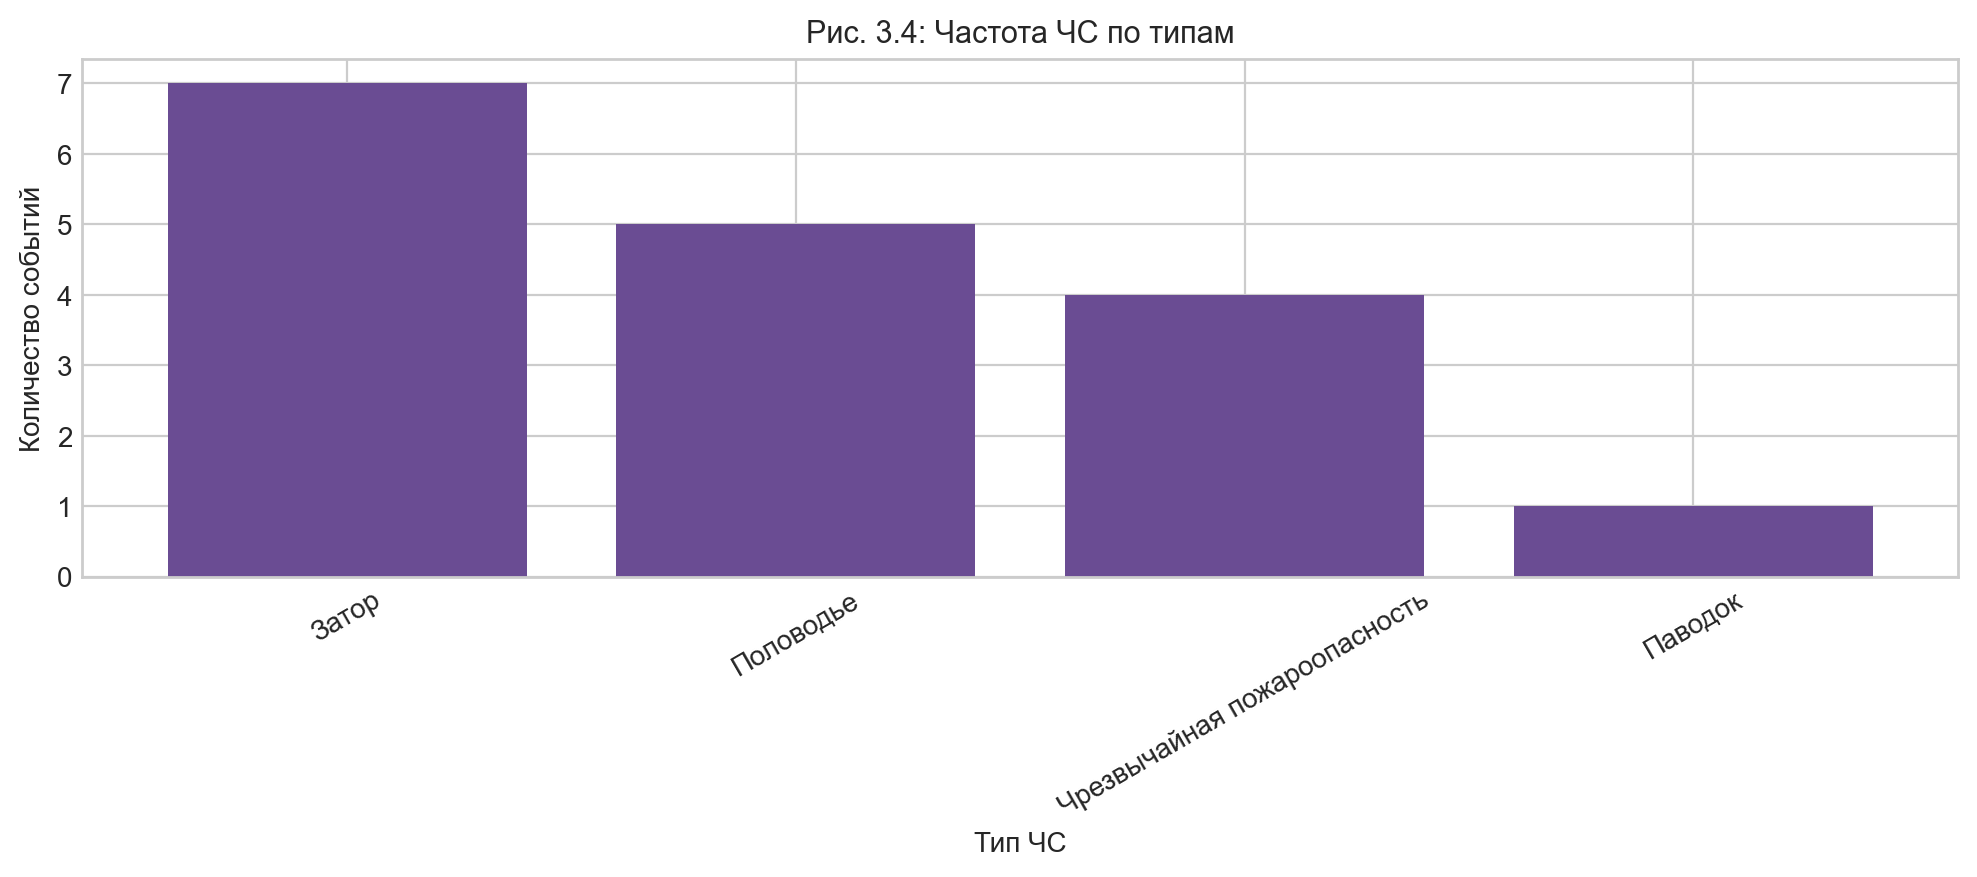 Рис. 3.4: Частота ЧС по типам
Количество событий
7
6
5
4
3
2
1
0
Затор
Половодье
Чрезвычайная пожароопасность
Паводок
Тип ЧС